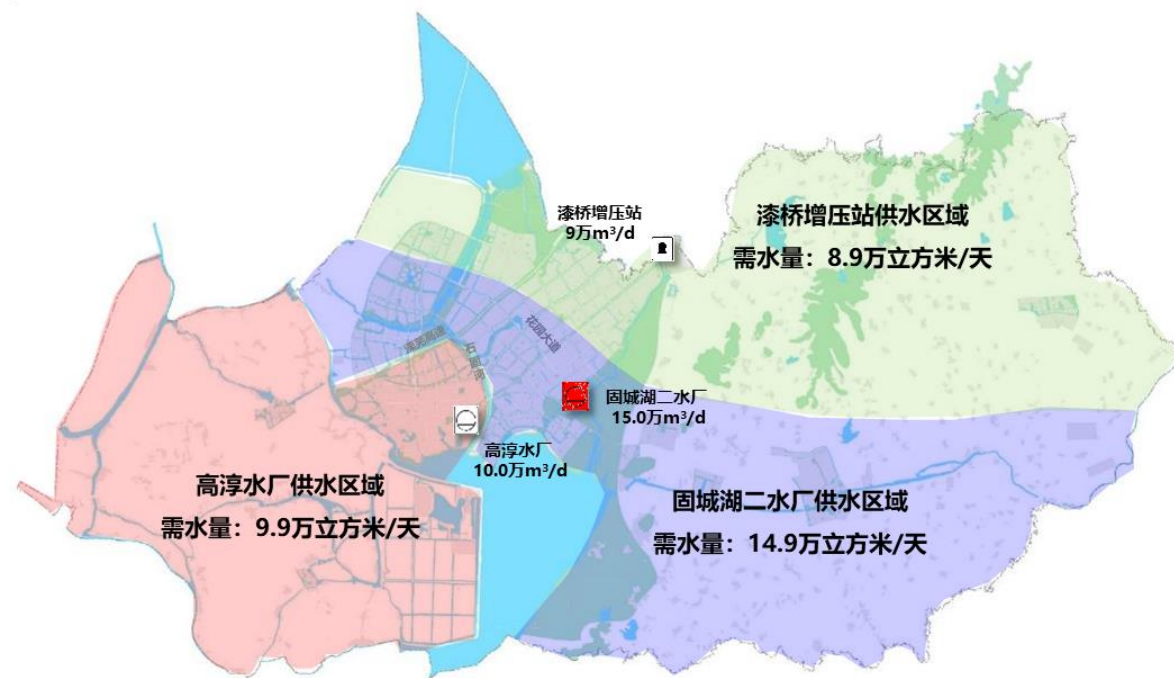 漆桥增压站
9万m³/d
漆桥增压站供水区域
需水量：8.9万立方米/天
花园大道
石固河
固城湖二水厂
15.0万m³/d
高淳水厂
10.0万m³/d
高淳水厂供水区域
需水量：9.9万立方米/天
固城湖二水厂供水区域
需水量：14.9万立方米/天